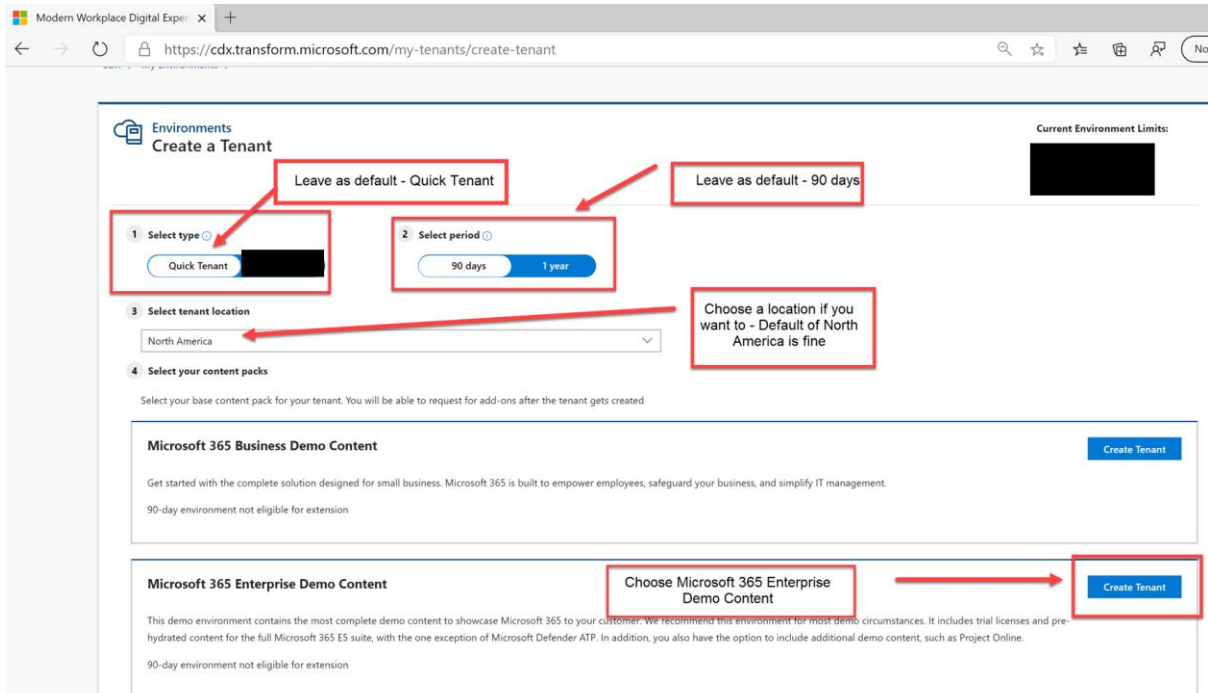 Modern Workplace Digital Exper
https://cdx.transform.microsoft.com/my-tenants/create-tenant
No
Environments
Create a Tenant
Current Environment Limits:
Leave as default - Quick Tenant
Leave as default - 90 days
1 Select type
2 Select period
Quick Tenant
90 days
1 year
3 Select tenant location
North America
Choose a location if you
want to - Default of North
America is fine
4 Select your content packs
Select your base content pack for your tenant. You will be able to request for add-ons after the tenant gets created
Microsoft 365 Business Demo Content
Create Tenant
Get started with the complete solution designed for small business. Microsoft 365 is built to empower employees, safeguard your business, and simplify IT management.
90-day environment not eligible for extension
Microsoft 365 Enterprise Demo Content
Choose Microsoft 365 Enterprise
Demo Content
Create Tenant
This demo environment contains the most complete demo content to showcase Microsoft 365 to your customer. We recommend this environment for most demo circumstances. It includes trial licenses and pre-
hydrated content for the full Microsoft 365 E5 suite, with the one exception of Microsoft Defender ATP. In addition, you also have the option to include additional demo content, such as Project Online.
90-day environment not eligible for extension